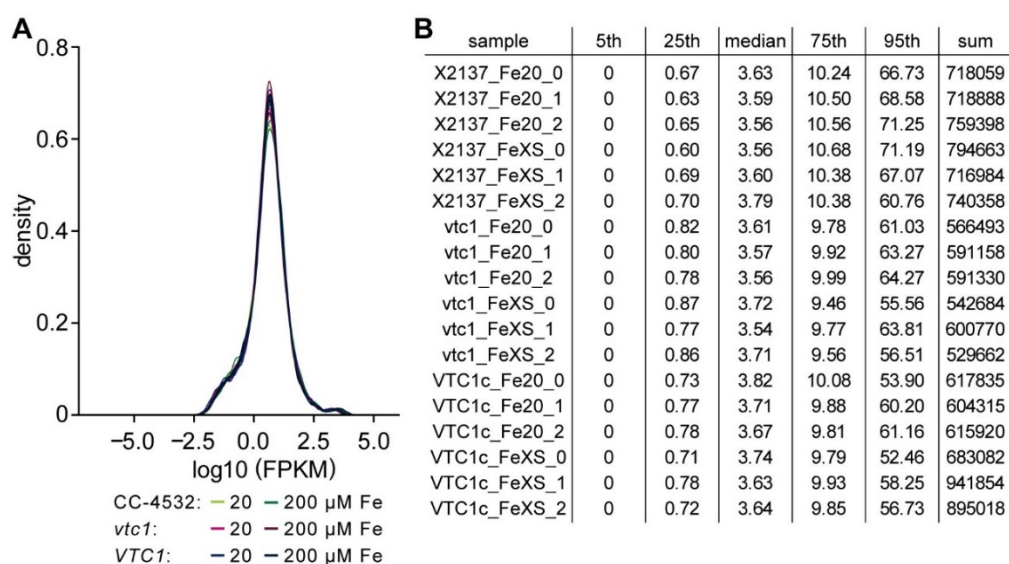 A
0.8
0.6
0.4
0.2
0
density
−5.0 −2.5 0.0 2.5 5.0
log10 (FPKM)
CC-4532: 20 200 µM Fe
vtc1: 20 200 µM Fe
VTC1: 20 200 µM Fe
B
sample 5th 25th median 75th 95th sum
X2137_Fe20_0 0 0.67 3.63 10.24 66.73 718059
X2137_Fe20_1 0 0.63 3.59 10.50 68.58 718888
X2137_Fe20_2 0 0.65 3.56 10.56 71.25 759398
X2137_FeXS_0 0 0.60 3.56 10.68 71.19 794663
X2137_FeXS_1 0 0.69 3.60 10.38 67.07 716984
X2137_FeXS_2 0 0.70 3.79 10.38 60.76 740358
vtc1_Fe20_0 0 0.82 3.61 9.78 61.03 566493
vtc1_Fe20_1 0 0.80 3.57 9.92 63.27 591158
vtc1_Fe20_2 0 0.78 3.56 9.99 64.27 591330
vtc1_FeXS_0 0 0.87 3.72 9.46 55.56 542684
vtc1_FeXS_1 0 0.77 3.54 9.77 63.81 600770
vtc1_FeXS_2 0 0.86 3.71 9.56 56.51 529662
VTC1c_Fe20_0 0 0.73 3.82 10.08 53.90 617835
VTC1c_Fe20_1 0 0.77 3.71 9.88 60.20 604315
VTC1c_Fe20_2 0 0.78 3.67 9.81 61.16 615920
VTC1c_FeXS_0 0 0.71 3.74 9.79 52.46 683082
VTC1c_FeXS_1 0 0.78 3.63 9.93 58.25 941854
VTC1c_FeXS_2 0 0.72 3.64 9.85 56.73 895018